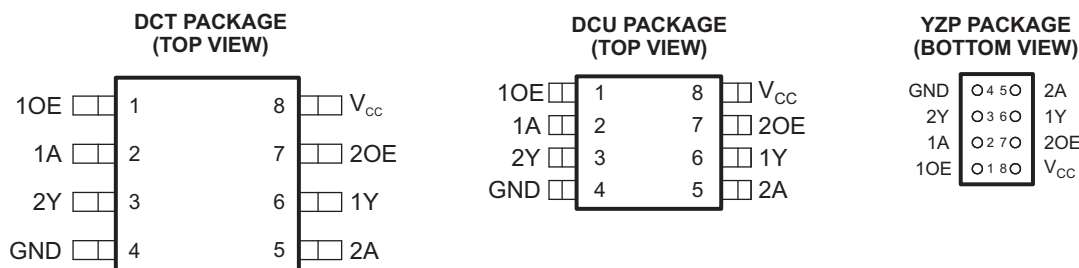 DCT PACKAGE
(TOP VIEW)
1OE 1 8 VCC
1A 2 7 2OE
2Y 3 6 1Y
GND 4 5 2A
DCU PACKAGE
(TOP VIEW)
1OE 1 8 VCC
1A 2 7 2OE
2Y 3 6 1Y
GND 4 5 2A
YZP PACKAGE
(BOTTOM VIEW)
GND 4 5 2A
2Y 3 6 1Y
1A 2 7 2OE
1OE 1 8 VCC